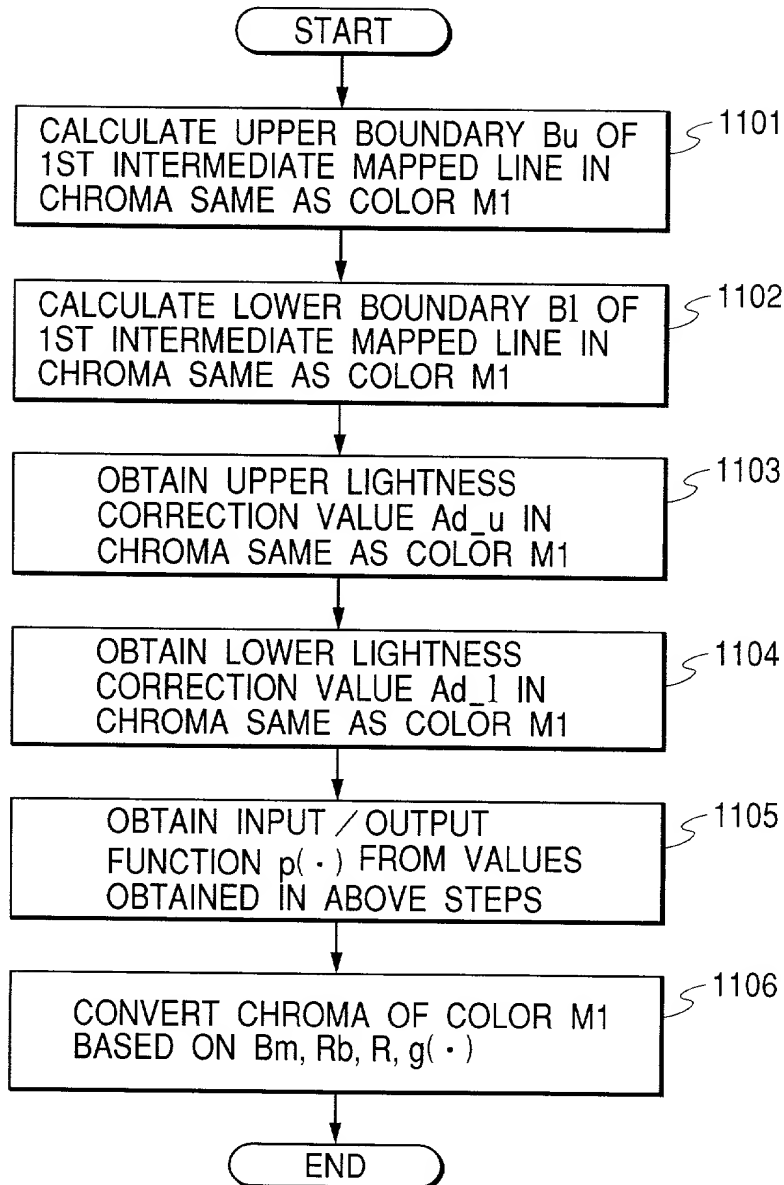 START
CALCULATE UPPER BOUNDARY Bu OF
1ST INTERMEDIATE MAPPED LINE IN
CHROMA SAME AS COLOR M1
1101
CALCULATE LOWER BOUNDARY Bl OF
1ST INTERMEDIATE MAPPED LINE IN
CHROMA SAME AS COLOR M1
1102
OBTAIN UPPER LIGHTNESS
CORRECTION VALUE Ad_u IN
CHROMA SAME AS COLOR M1
1103
OBTAIN LOWER LIGHTNESS
CORRECTION VALUE Ad_l IN
CHROMA SAME AS COLOR M1
1104
OBTAIN INPUT/OUTPUT
FUNCTION p(·) FROM VALUES
OBTAINED IN ABOVE STEPS
1105
CONVERT CHROMA OF COLOR M1
BASED ON Bm, Rb, R, g(·)
1106
END